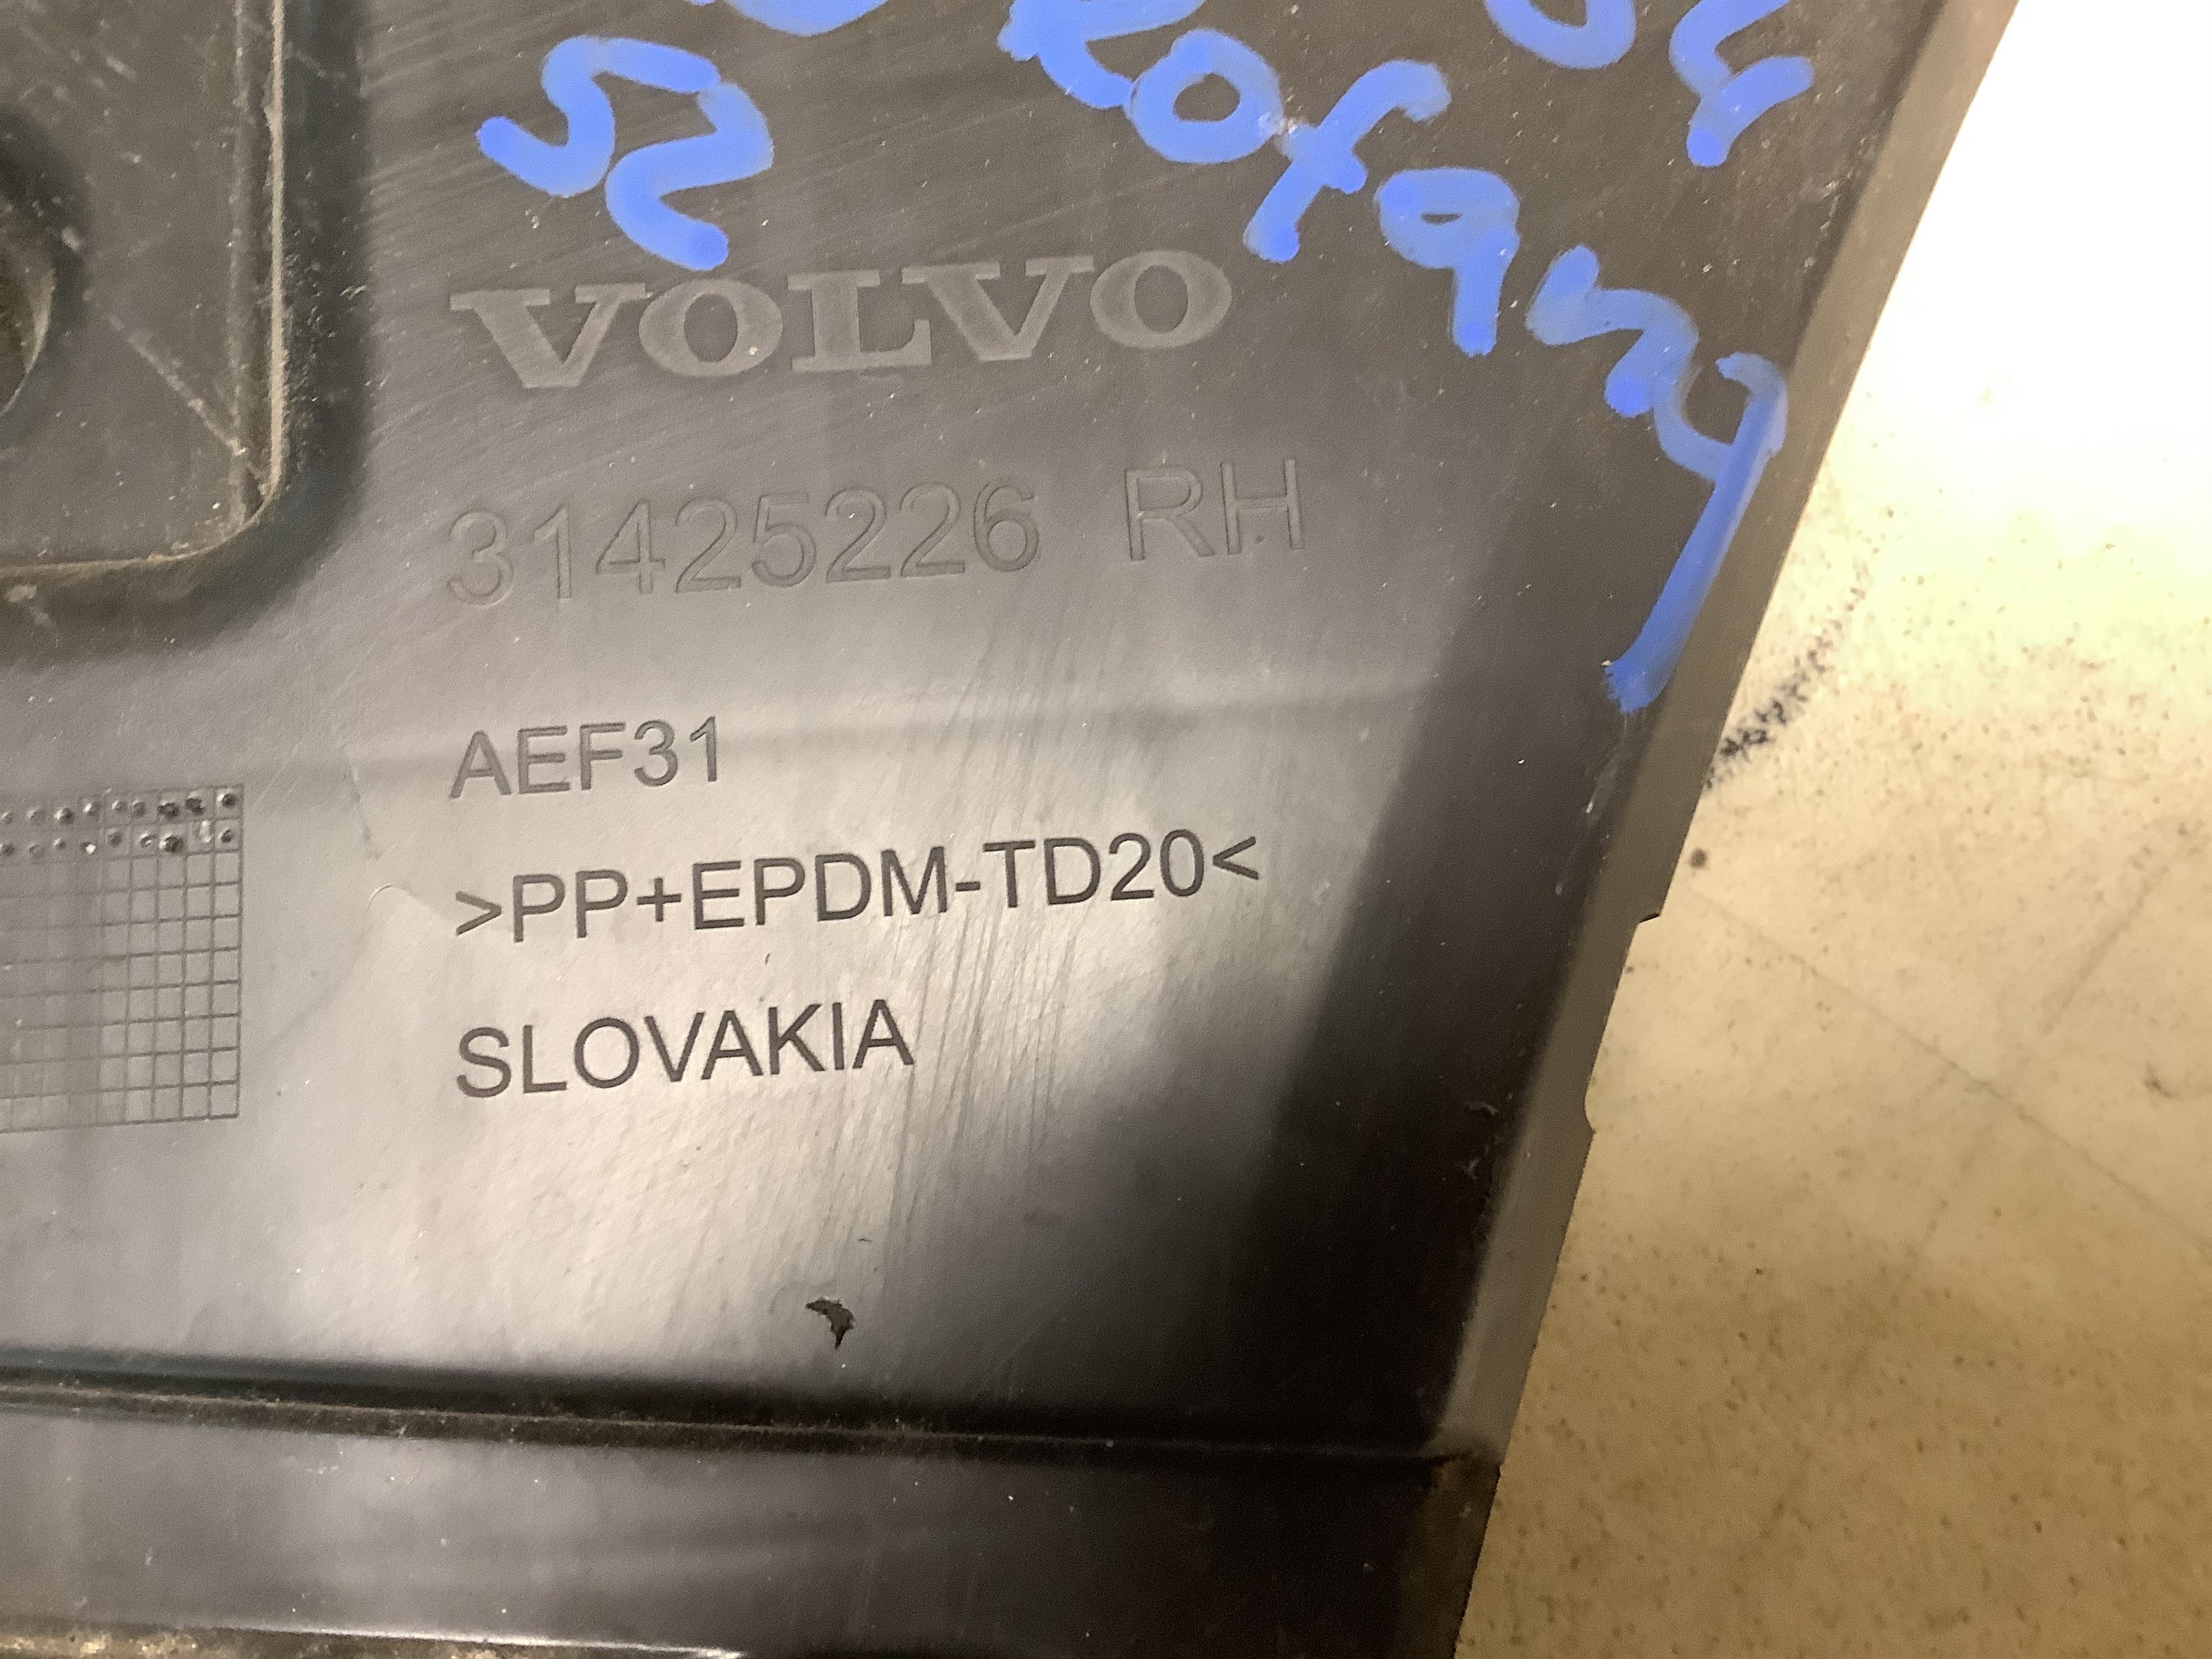 VOLVO
31425226 RH
AEF31
>PP+EPDM-TD20<
SLOVAKIA